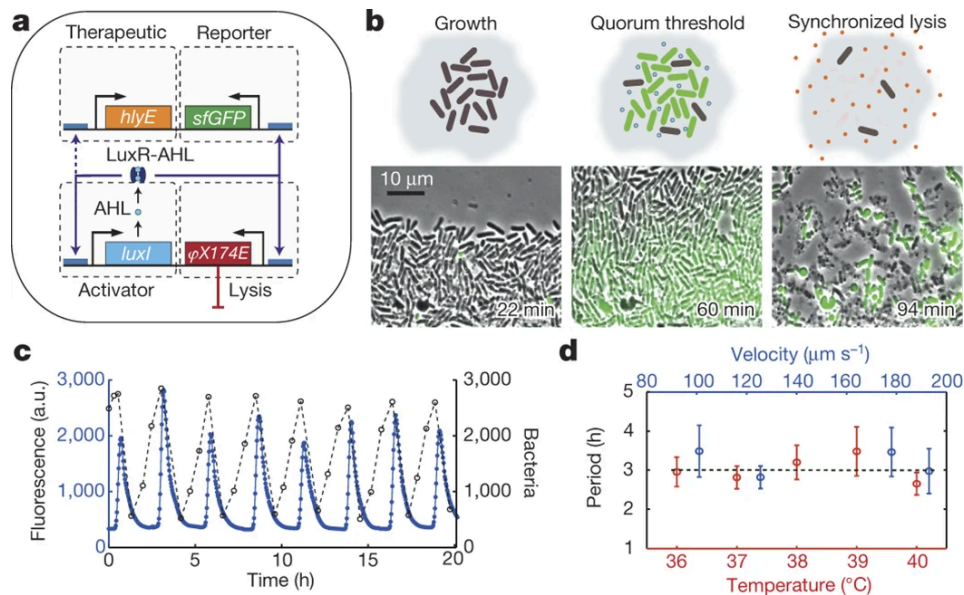 a
Therapeutic Reporter
hlyE sfGFP
LuxR-AHL
AHL
luxI φX174E
Activator Lysis
b
Growth Quorum threshold Synchronized lysis
10 μm
22 min 60 min 94 min
c
3,000 3,000
2,000 2,000
1,000 1,000
0 0
Fluorescence (a.u.)
Bacteria
0 5 10 15 20
Time (h)
d
Velocity (μm s⁻¹)
80 100 120 140 160 180 200
5
4
3
2
1
Period (h)
36 37 38 39 40
Temperature (°C)